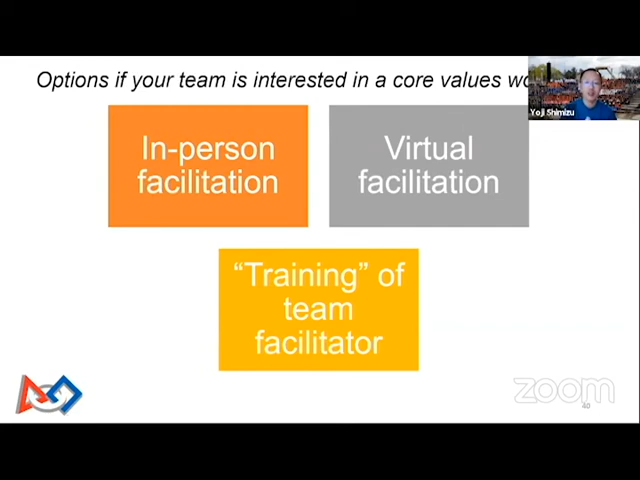 Options if your team is interested in a core values wo
Yoji Shimizu
In-person
facilitation
Virtual
facilitation
“Training” of
team
facilitator
zoom
40